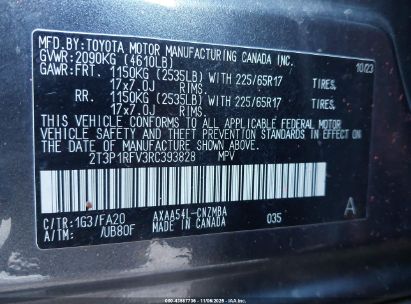 MFD.BY:TOYOTA MOTOR MANUFACTURING CANADA INC.
GVWR:2090KG (4610LB) 10/23
GAWR:FRT. 1150KG (2535LB) WITH 225/65R17 TIRES.
17x7.0J RIMS.
RR. 1150KG (2535LB) WITH 225/65R17 TIRES.
17x7.0J RIMS.
THIS VEHICLE CONFORMS TO ALL APPLICABLE FEDERAL MOTOR
VEHICLE SAFETY AND THEFT PREVENTION STANDARDS IN EFFECT ON
THE DATE OF MANUFACTURE SHOWN ABOVE.
2T3P1RFV3RC393828 MPV
C/TR:1G3/FA20 AXAA54L-CNZMBA 035 A
A/TM: /UB80F MADE IN CANADA 028